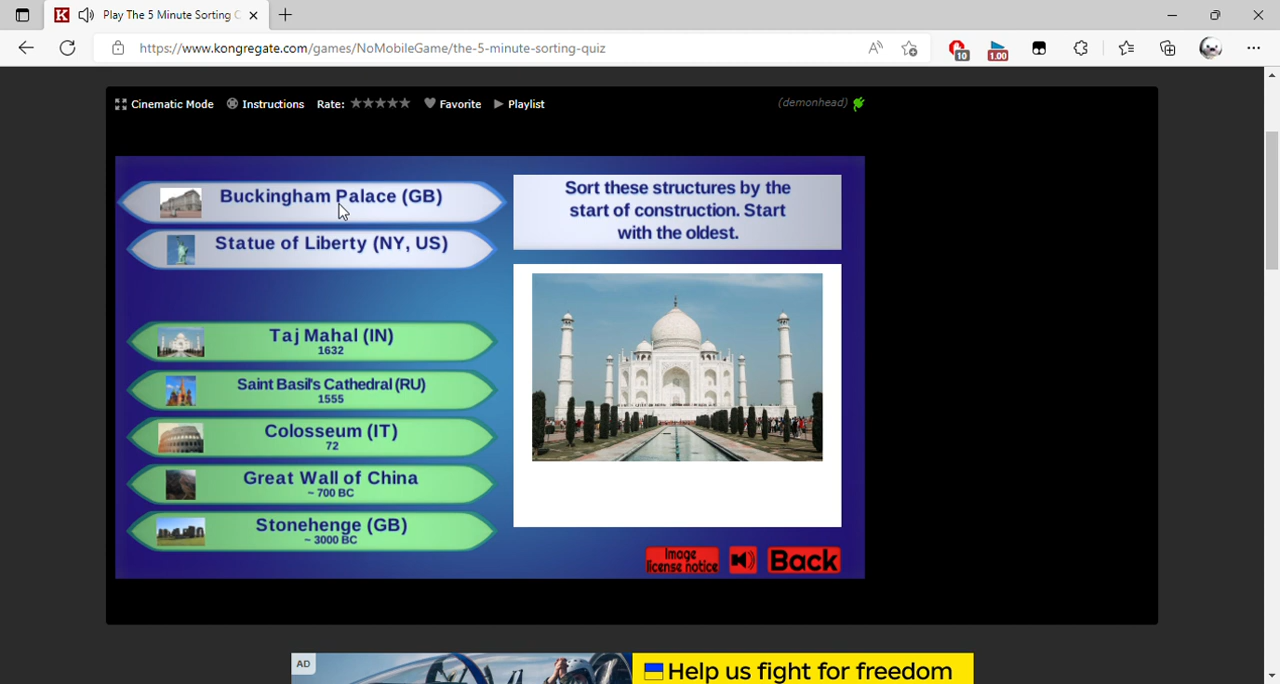 Play The 5 Minute Sorting Q
https://www.kongregate.com/games/NoMobileGame/the-5-minute-sorting-quiz
10
1.00
Cinematic Mode
Instructions
Rate:
Favorite
Playlist
(demonhead)
Buckingham Palace (GB)
Statue of Liberty (NY, US)
Taj Mahal (IN)
1632
Saint Basil's Cathedral (RU)
1555
Colosseum (IT)
72
Great Wall of China
~ 700 BC
Stonehenge (GB)
~ 3000 BC
Sort these structures by the
start of construction. Start
with the oldest.
Image
license notice
Back
AD
Help us fight for freedom